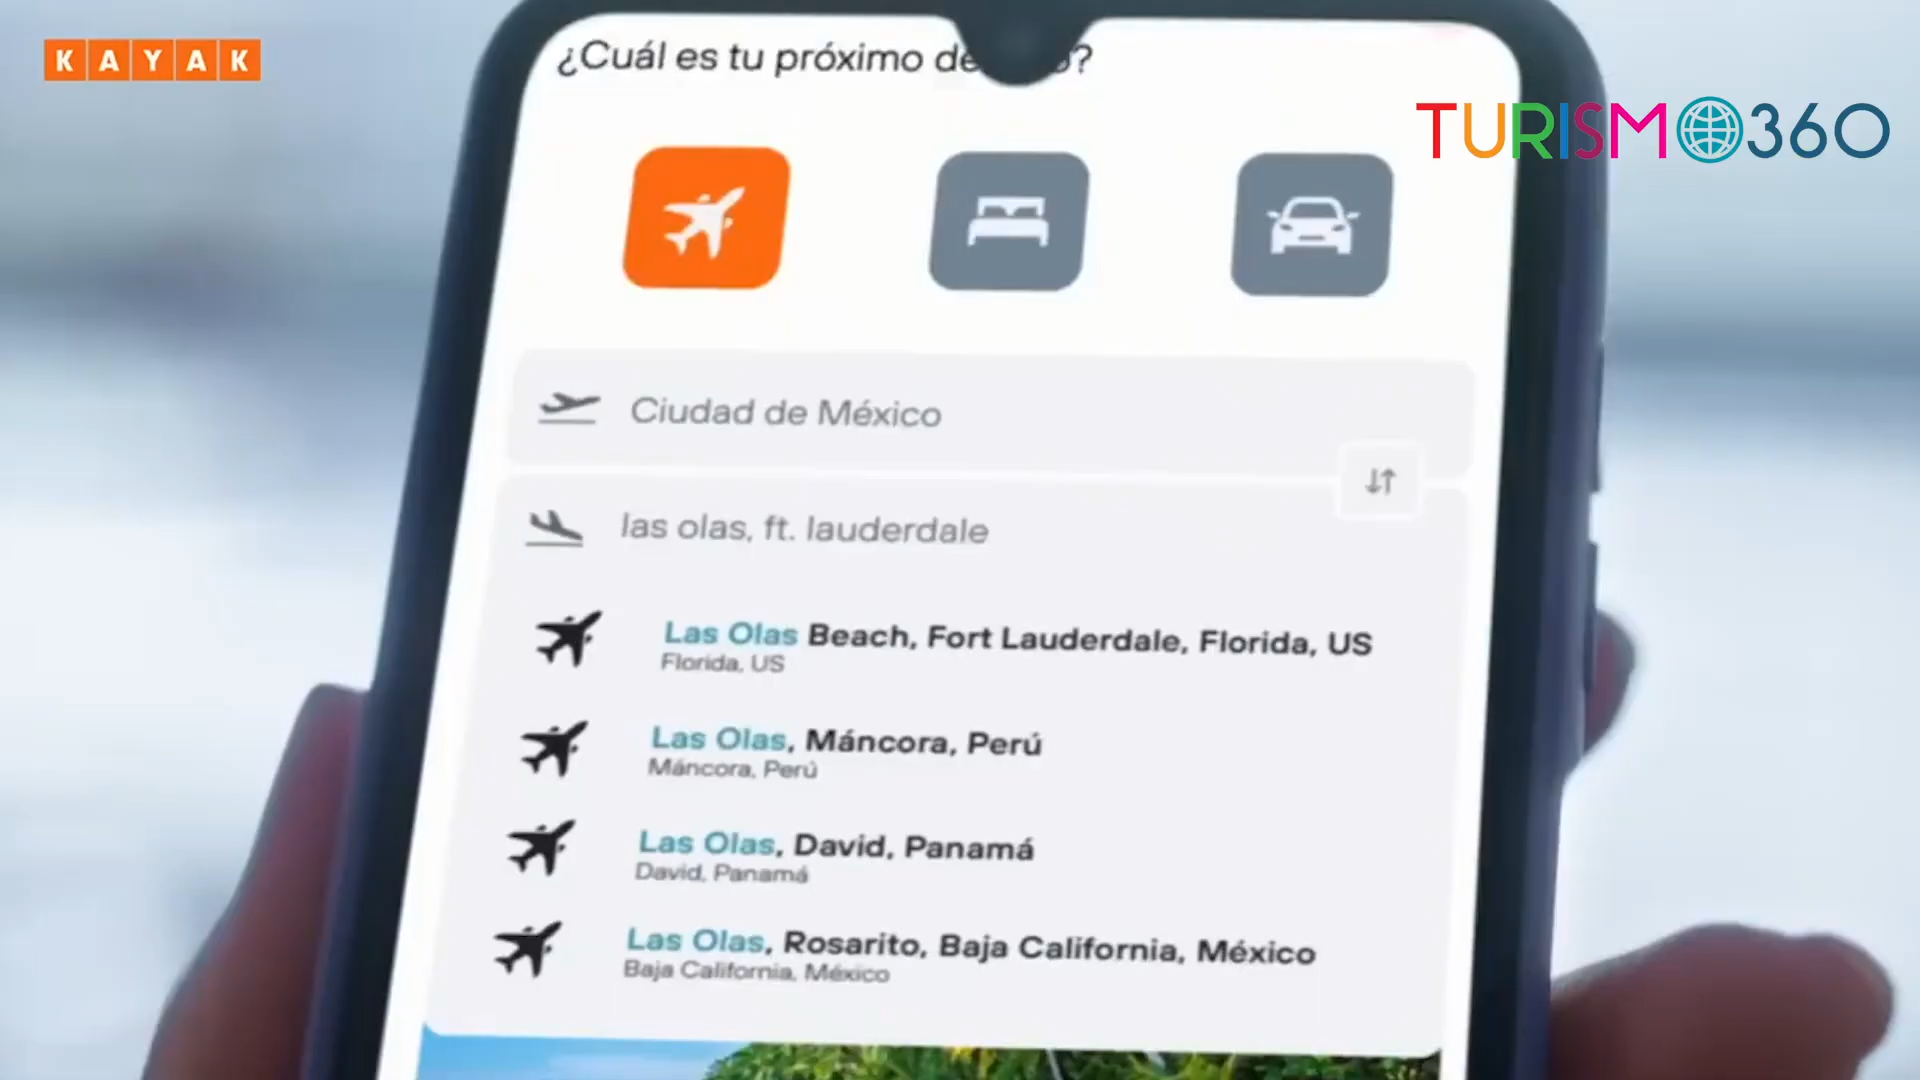 KAYAK
¿Cuál es tu próximo de o?
TURISMO360
Ciudad de México
las olas, ft. lauderdale
Las Olas Beach, Fort Lauderdale, Florida, US
Florida, US
Las Olas, Máncora, Perú
Máncora, Perú
Las Olas, David, Panamá
David, Panamá
Las Olas, Rosarito, Baja California, México
Baja California, México